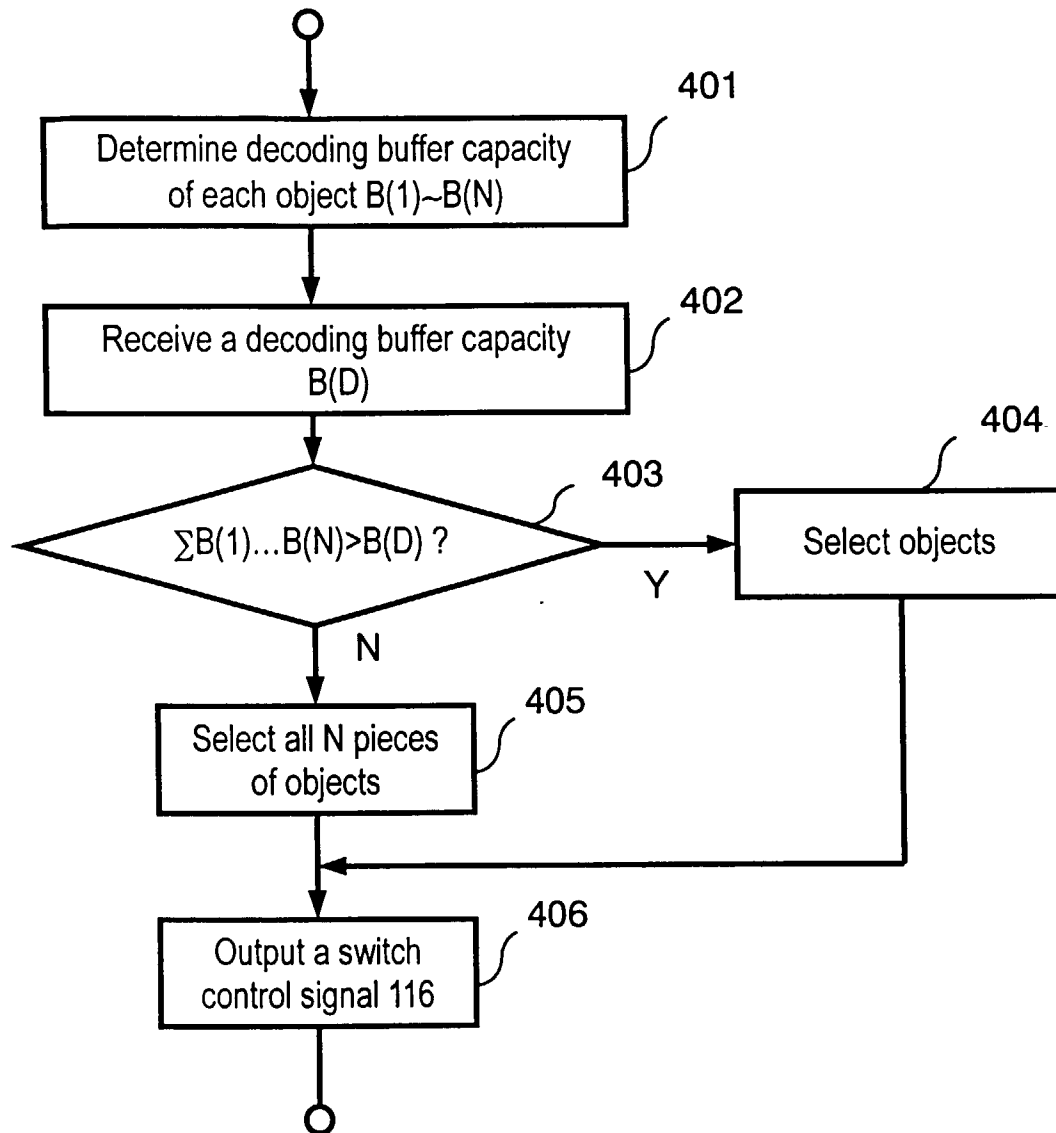 401
Determine decoding buffer capacity
of each object B(1)~B(N)
402
Receive a decoding buffer capacity
B(D)
403
∑B(1)...B(N)>B(D) ?
404
Select objects
Y
N
405
Select all N pieces
of objects
406
Output a switch
control signal 116